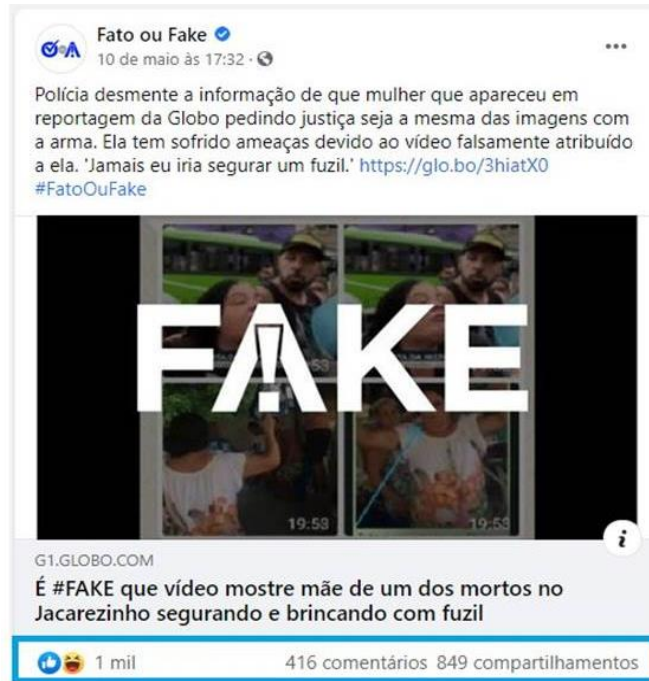 Fato ou Fake
10 de maio às 17:32 ·
Polícia desmente a informação de que mulher que apareceu em
reportagem da Globo pedindo justiça seja a mesma das imagens com
a arma. Ela tem sofrido ameaças devido ao vídeo falsamente atribuído
a ela. 'Jamais eu iria segurar um fuzil.' https://glo.bo/3hiatX0
#FatoOuFake
FAKE
19:53
19:53
G1.GLOBO.COM
É #FAKE que vídeo mostre mãe de um dos mortos no
Jacarezinho segurando e brincando com fuzil
1 mil 416 comentários 849 compartilhamentos